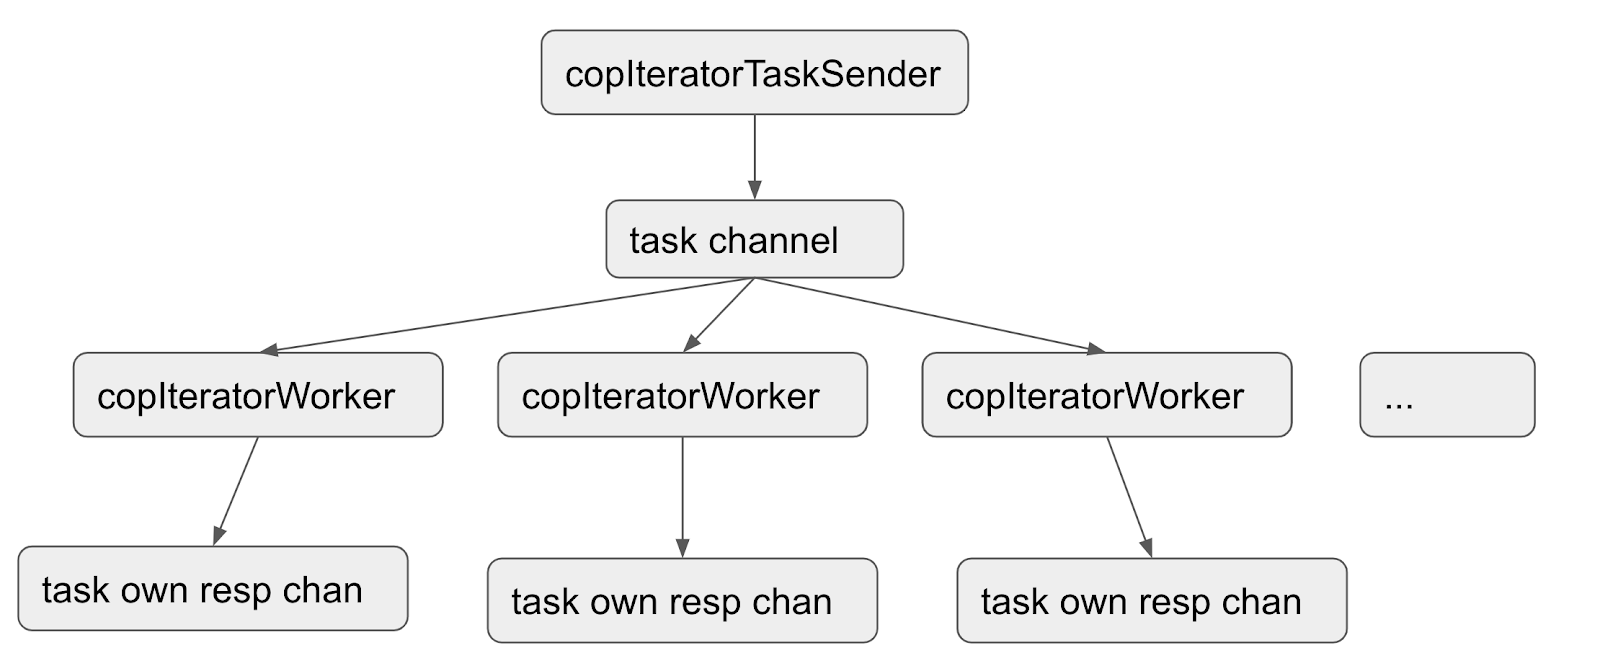 copIteratorTaskSender
task channel
copIteratorWorker
copIteratorWorker
copIteratorWorker
...
task own resp chan
task own resp chan
task own resp chan